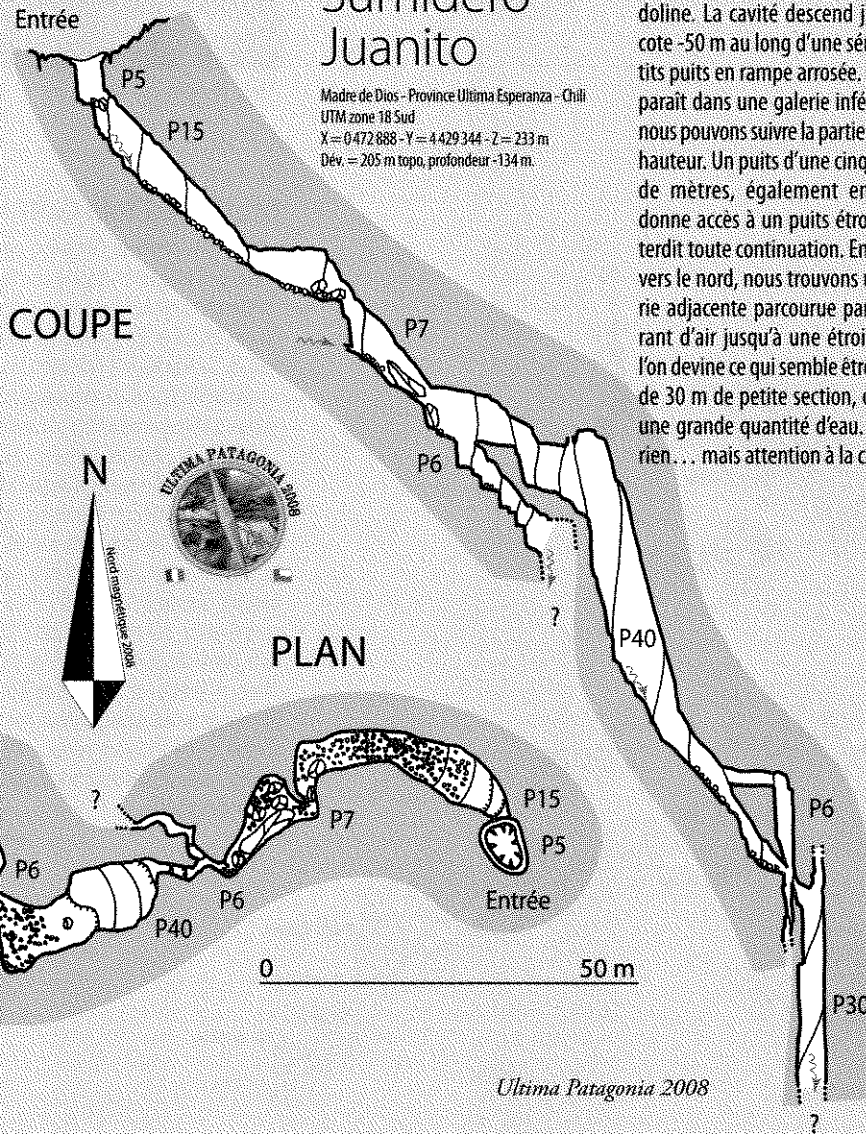 Sumidero
Juanito
Madre de Dios - Province Ultima Esperanza - Chili
UTM zone 18 Sud
X = 0472 888 - Y = 4 429 344 - Z = 233 m
Dév. = 205 m topo, profondeur -134 m.
doline. La cavité descend
cote -50 m au long d'une sér
tits puits en rampe arrosée.
paraît dans une galerie infé
nous pouvons suivre la partie
hauteur. Un puits d'une cinq
de mètres, également en
donne accès à un puits étro
terdit toute continuation. En
vers le nord, nous trouvons u
rie adjacente parcourue par
rant d'air jusqu'à une étroi
l'on devine ce qui semble êtr
de 30 m de petite section,
une grande quantité d'eau.
rien… mais attention à la c
Entrée
P5
P15
COUPE
P7
P6
?
P40
P6
P30
?
N
Nord magnétique 2008
ULTIMA PATAGONIA 2008
PLAN
?
P15
P7
P5
P6
P6
Entrée
P40
0
50 m
Ultima Patagonia 2008